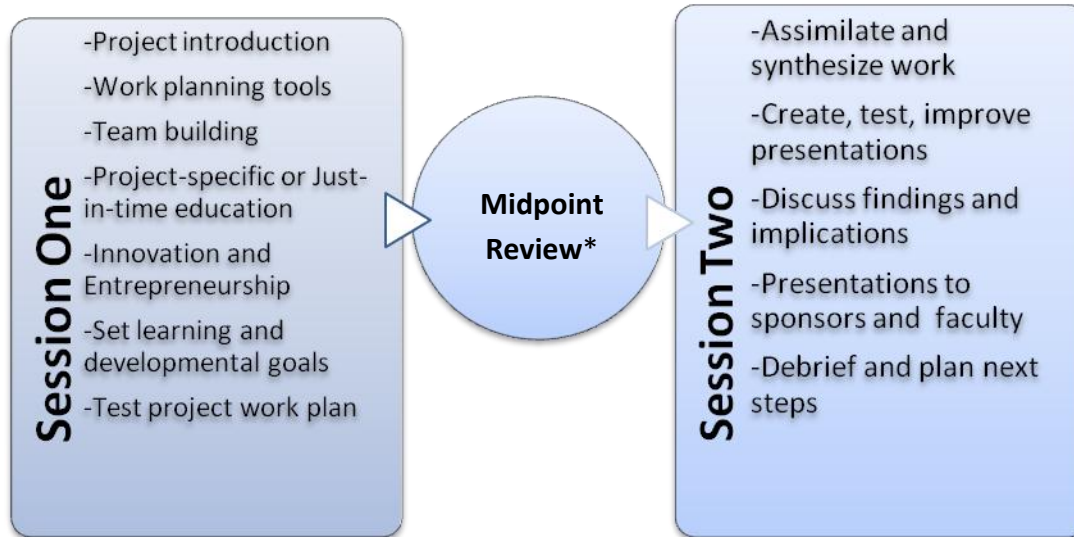 Session One
-Project introduction
-Work planning tools
-Team building
-Project-specific or Just-
in-time education
-Innovation and
Entrepreneurship
-Set learning and
developmental goals
-Test project work plan
Midpoint
Review*
Session Two
-Assimilate and
synthesize work
-Create, test, improve
presentations
-Discuss findings and
implications
-Presentations to
sponsors and faculty
-Debrief and plan next
steps